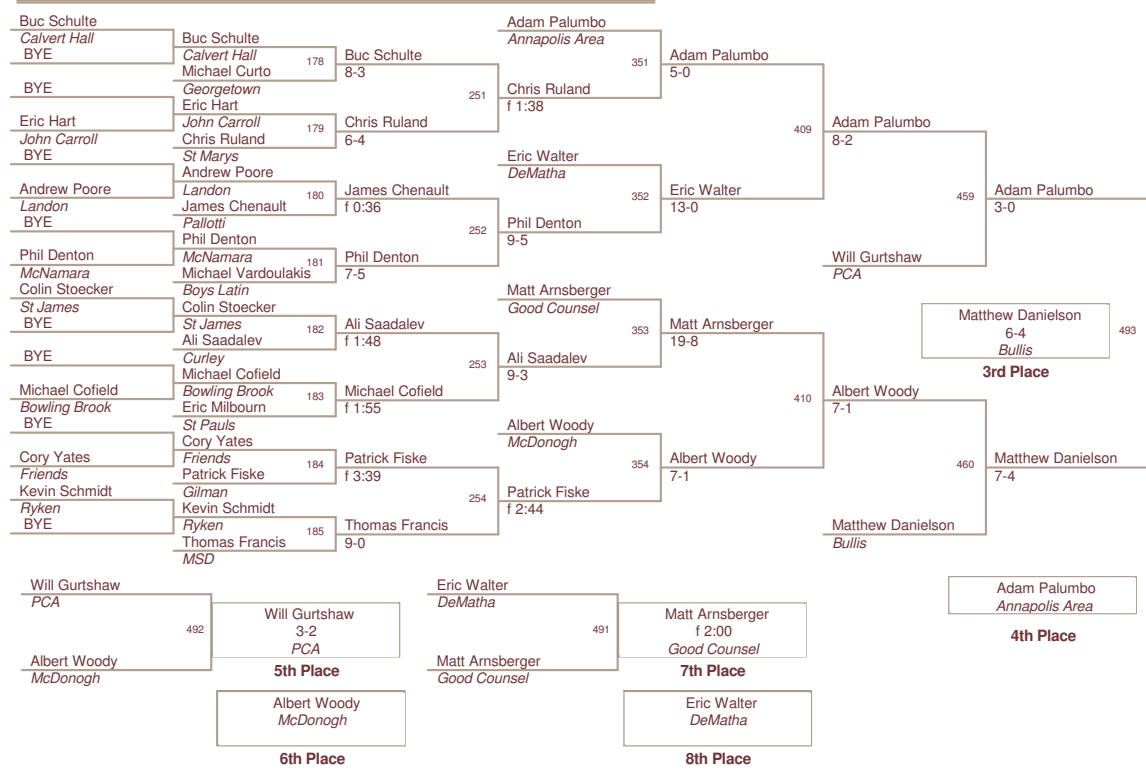 Buc Schulte
Calvert Hall
BYE
BYE
Eric Hart
John Carroll
BYE
Andrew Poore
Landon
BYE
Phil Denton
McNamara
Colin Stoecker
St James
BYE
BYE
Michael Cofield
Bowling Brook
BYE
Cory Yates
Friends
Kevin Schmidt
Ryken
BYE
Buc Schulte
Calvert Hall
178
Michael Curto
Georgetown
Eric Hart
John Carroll
179
Chris Ruland
St Marys
Andrew Poore
Landon
180
James Chenault
Pallotti
Phil Denton
McNamara
181
Michael Vardoulakis
Boys Latin
Colin Stoecker
St James
182
Ali Saadalev
Curley
Michael Cofield
Bowling Brook
183
Eric Milbourn
St Pauls
Cory Yates
Friends
184
Patrick Fiske
Gilman
Kevin Schmidt
Ryken
185
Thomas Francis
MSD
Buc Schulte
8-3
251
Chris Ruland
6-4
James Chenault
f 0:36
252
Phil Denton
7-5
Ali Saadalev
f 1:48
253
Michael Cofield
f 1:55
Patrick Fiske
f 3:39
254
Thomas Francis
9-0
Adam Palumbo
Annapolis Area
351
Chris Ruland
f 1:38
Eric Walter
DeMatha
352
Phil Denton
9-5
Matt Arnsberger
Good Counsel
353
Ali Saadalev
9-3
Albert Woody
McDonogh
354
Patrick Fiske
f 2:44
Adam Palumbo
5-0
409
Eric Walter
13-0
Matt Arnsberger
19-8
410
Albert Woody
7-1
Adam Palumbo
8-2
459
Will Gurtshaw
PCA
Albert Woody
7-1
460
Matthew Danielson
Bullis
Adam Palumbo
3-0
Matthew Danielson
6-4
Bullis
493
3rd Place
Matthew Danielson
7-4
Adam Palumbo
Annapolis Area
4th Place
Will Gurtshaw
PCA
492
Albert Woody
McDonogh
Will Gurtshaw
3-2
PCA
5th Place
Albert Woody
McDonogh
6th Place
Eric Walter
DeMatha
491
Matt Arnsberger
Good Counsel
Matt Arnsberger
f 2:00
Good Counsel
7th Place
Eric Walter
DeMatha
8th Place